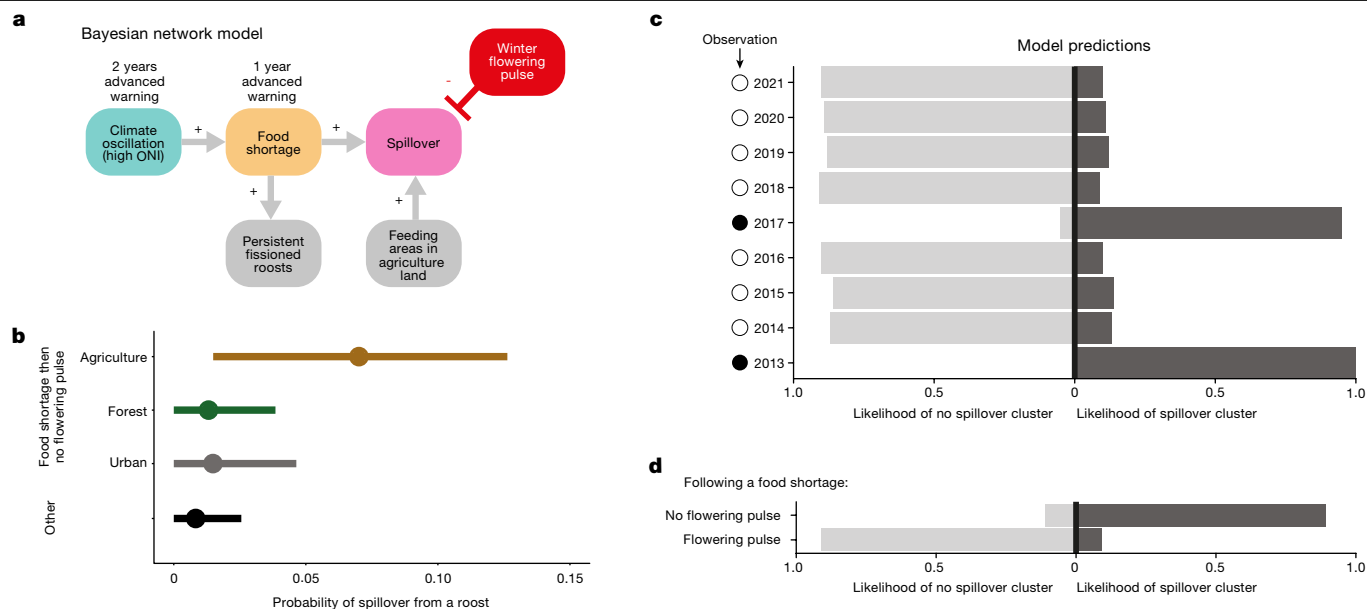 a
Bayesian network model
2 years
advanced
warning
1 year
advanced
warning
Winter
flowering
pulse
-
Climate
oscillation
(high ONI)
+
Food
shortage
+
Spillover
+
+
Persistent
fissioned
roosts
Feeding
areas in
agriculture
land
b
Food shortage then
no flowering pulse
Other
Agriculture
Forest
Urban
0
0.05
0.10
0.15
Probability of spillover from a roost
c
Observation
Model predictions
2021
2020
2019
2018
2017
2016
2015
2014
2013
1.0
0.5
0
0.5
1.0
Likelihood of no spillover cluster
Likelihood of spillover cluster
d
Following a food shortage:
No flowering pulse
Flowering pulse
1.0
0.5
0
0.5
1.0
Likelihood of no spillover cluster
Likelihood of spillover cluster